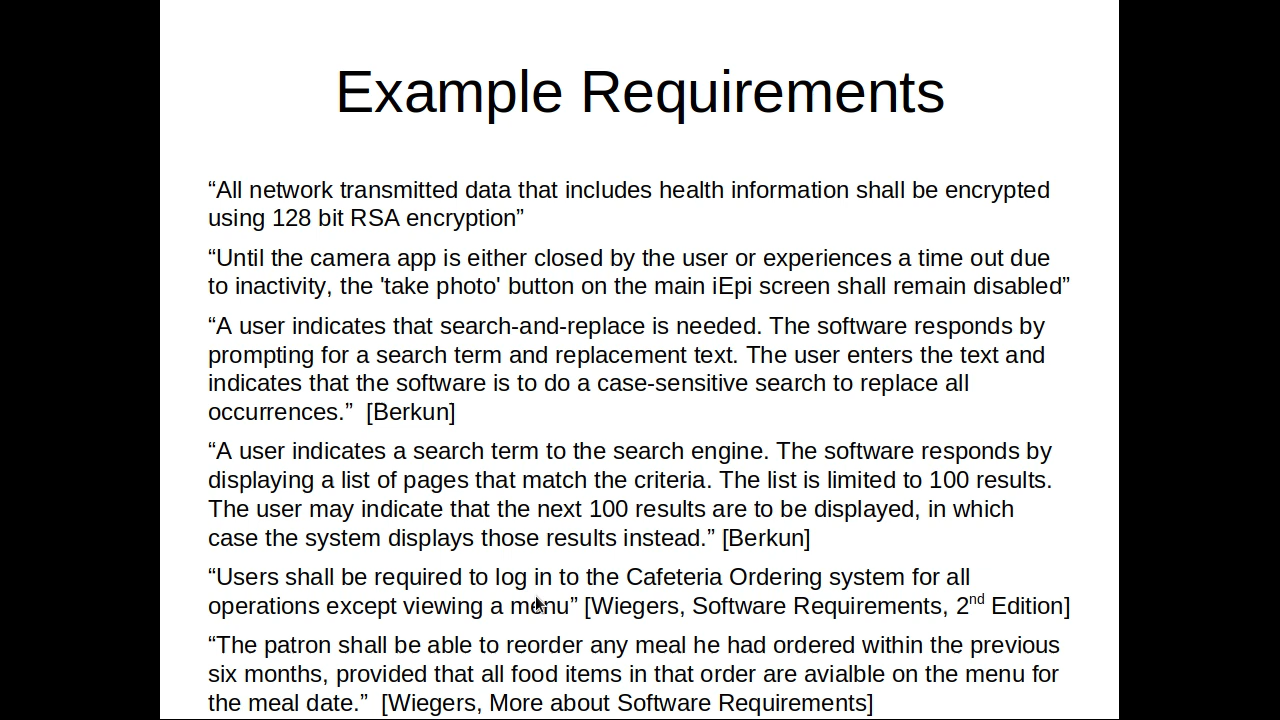 Example Requirements
“All network transmitted data that includes health information shall be encrypted
using 128 bit RSA encryption”
“Until the camera app is either closed by the user or experiences a time out due
to inactivity, the 'take photo' button on the main iEpi screen shall remain disabled”
“A user indicates that search-and-replace is needed. The software responds by
prompting for a search term and replacement text. The user enters the text and
indicates that the software is to do a case-sensitive search to replace all
occurrences.”  [Berkun]
“A user indicates a search term to the search engine. The software responds by
displaying a list of pages that match the criteria. The list is limited to 100 results.
The user may indicate that the next 100 results are to be displayed, in which
case the system displays those results instead.” [Berkun]
“Users shall be required to log in to the Cafeteria Ordering system for all
operations except viewing a menu” [Wiegers, Software Requirements, 2nd Edition]
“The patron shall be able to reorder any meal he had ordered within the previous
six months, provided that all food items in that order are avialble on the menu for
the meal date.”  [Wiegers, More about Software Requirements]